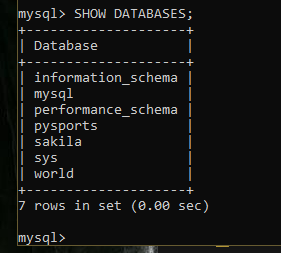 mysql> SHOW DATABASES;
+--------------------+
| Database           |
+--------------------+
| information_schema |
| mysql              |
| performance_schema |
| pysports           |
| sakila             |
| sys                |
| world              |
+--------------------+
7 rows in set (0.00 sec)
mysql>